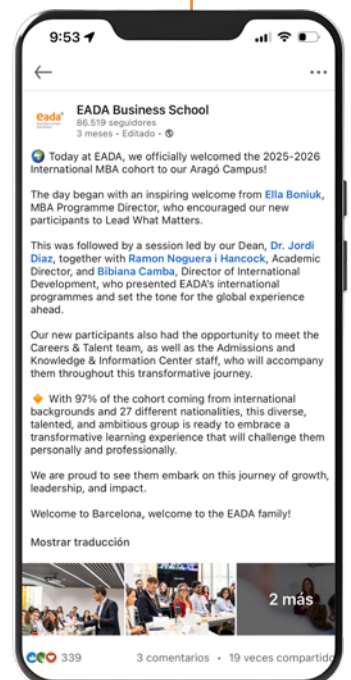 9:53
eada
EADA Business School
86.519 seguidores
3 meses • Editado •
Today at EADA, we officially welcomed the 2025-2026
International MBA cohort to our Aragó Campus!
The day began with an inspiring welcome from Ella Boniuk,
MBA Programme Director, who encouraged our new
participants to Lead What Matters.
This was followed by a session led by our Dean, Dr. Jordi
Diaz, together with Ramon Noguera i Hancock, Academic
Director, and Bibiana Camba, Director of International
Development, who presented EADA's international
programmes and set the tone for the global experience
ahead.
Our new participants also had the opportunity to meet the
Careers & Talent team, as well as the Admissions and
Knowledge & Information Center staff, who will accompany
them throughout this transformative journey.
With 97% of the cohort coming from international
backgrounds and 27 different nationalities, this diverse,
talented, and ambitious group is ready to embrace a
transformative learning experience that will challenge them
personally and professionally.
We are proud to see them embark on this journey of growth,
leadership, and impact.
Welcome to Barcelona, welcome to the EADA family!
Mostrar traducción
2 más
339
3 comentarios • 19 veces compartido